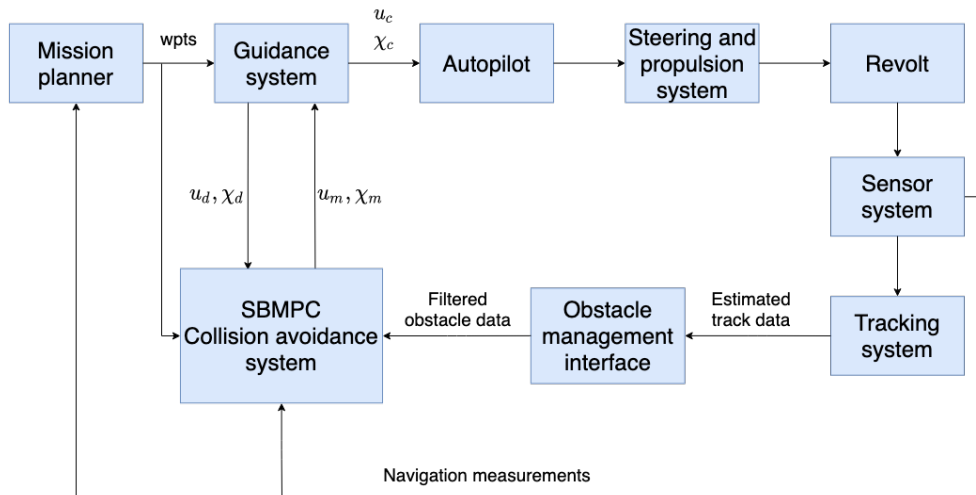 Mission
planner
wpts
Guidance
system
u_c
χ_c
Autopilot
Steering and
propulsion
system
Revolt
u_d, χ_d
u_m, χ_m
Sensor
system
SBMPC
Collision avoidance
system
Filtered
obstacle data
Obstacle
management
interface
Estimated
track data
Tracking
system
Navigation measurements